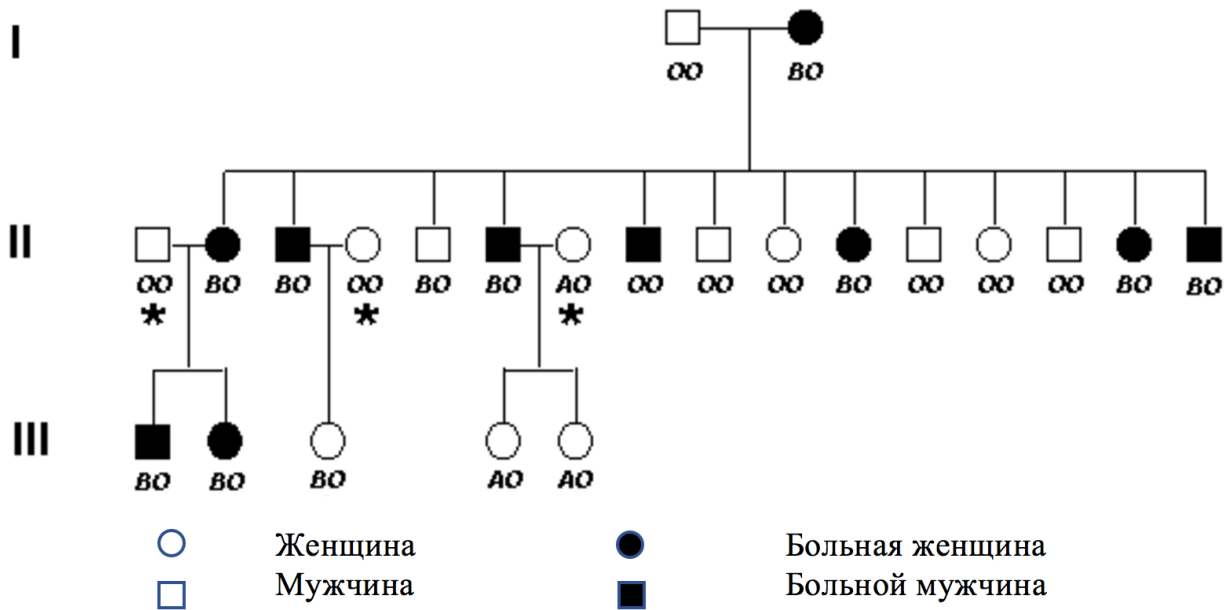 I
OO BO
II
OO BO BO OO BO BO AO OO OO OO BO OO OO OO BO BO
* * *
III
BO BO BO AO AO
Женщина Больная женщина
Мужчина Больной мужчина